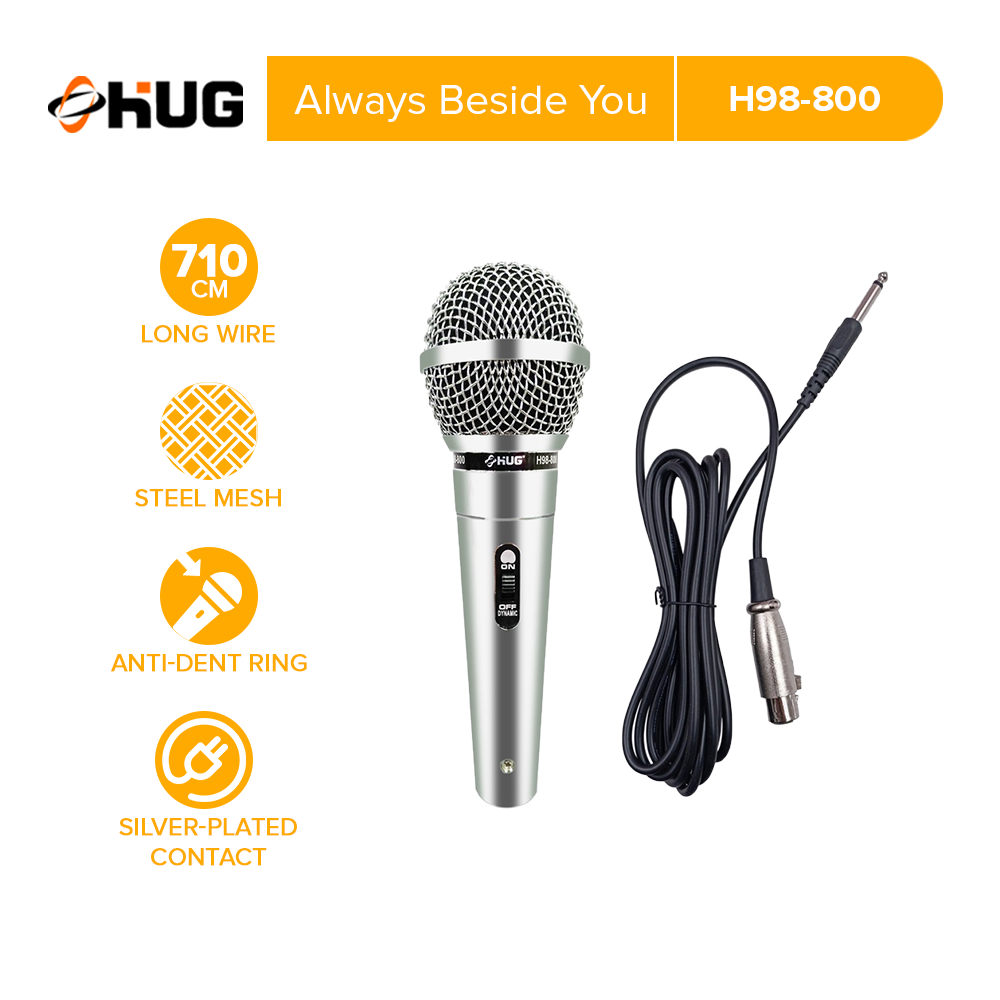 HUG
Always Beside You
H98-800
710
CM
LONG WIRE
STEEL MESH
ANTI-DENT RING
SILVER-PLATED
CONTACT
-800 HUG H98-800
ON
OFF
DYNAMIC